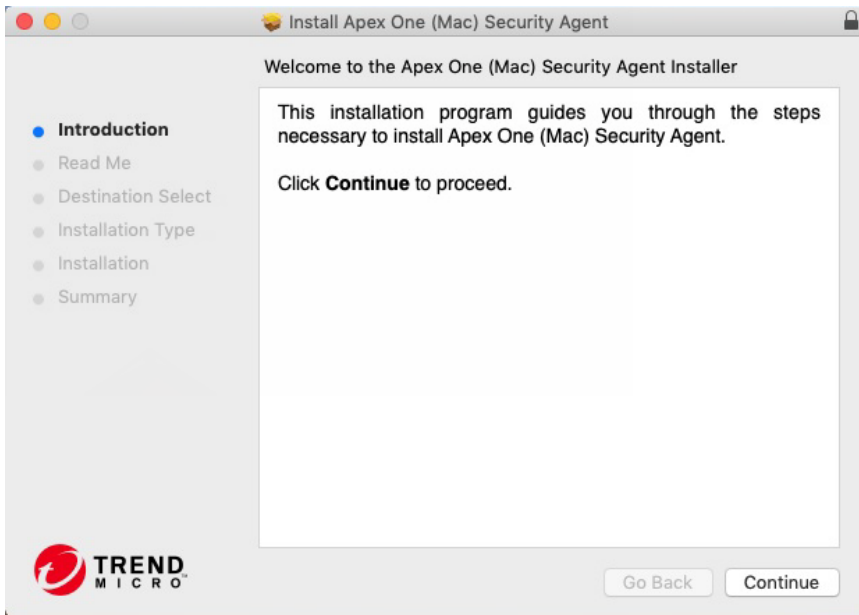 Install Apex One (Mac) Security Agent
Welcome to the Apex One (Mac) Security Agent Installer
Introduction
Read Me
Destination Select
Installation Type
Installation
Summary
This installation program guides you through the steps
necessary to install Apex One (Mac) Security Agent.
Click Continue to proceed.
TREND
MICRO™
Go Back
Continue